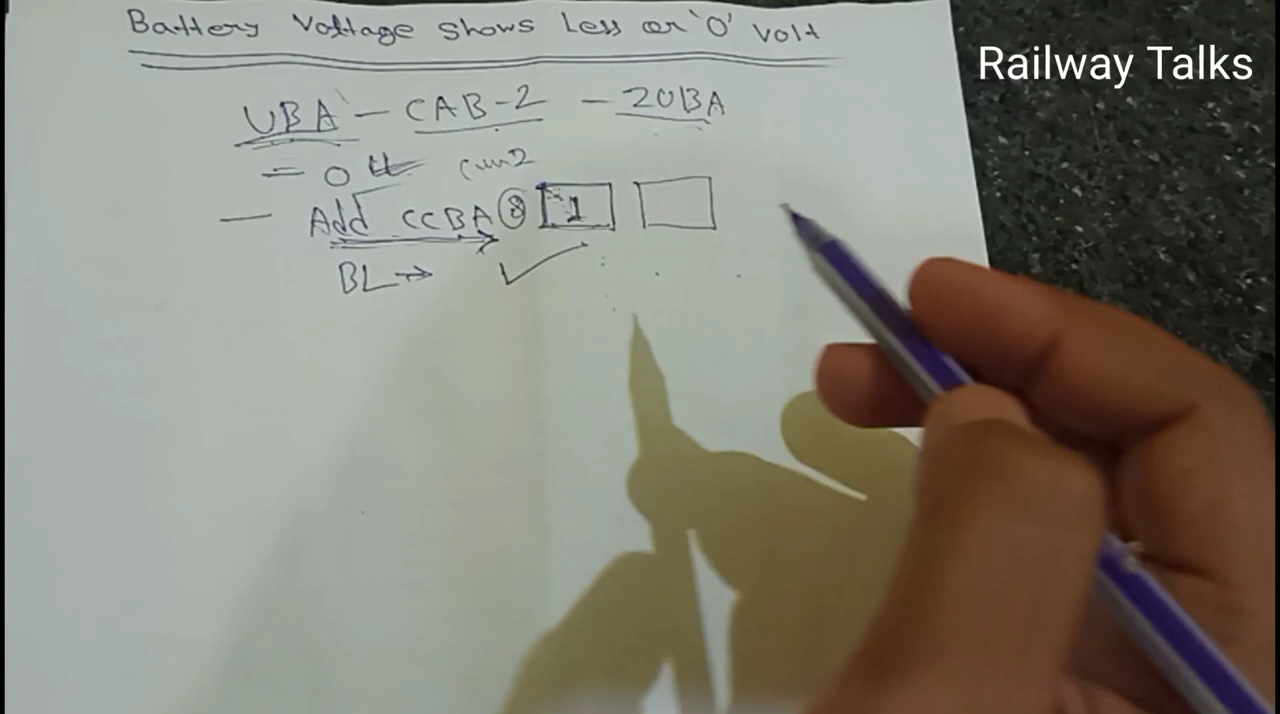 Battery Voltage shows Less or '0' Volt
Railway Talks
UBA - CAB-2 - 20BA
= 0
- Add CCBA 8 1
BL →